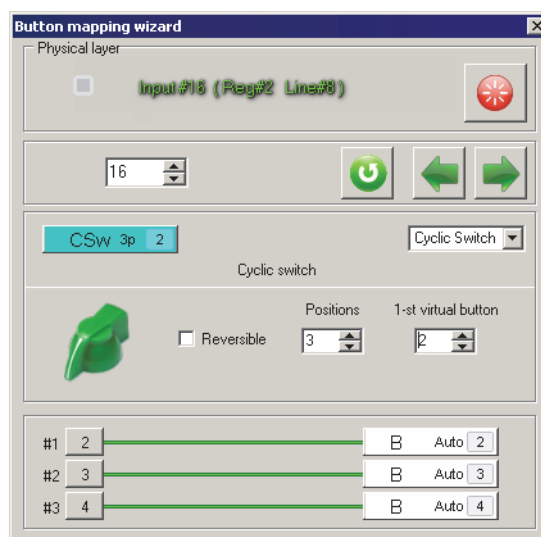 Button mapping wizard
Physical layer
Input#16 (Reg#2 Line#8)
16
CSw 3p 2
Cyclic Switch
Cyclic switch
Positions 1-st virtual button
Reversible 3 2
#1 2 B Auto 2
#2 3 B Auto 3
#3 4 B Auto 4